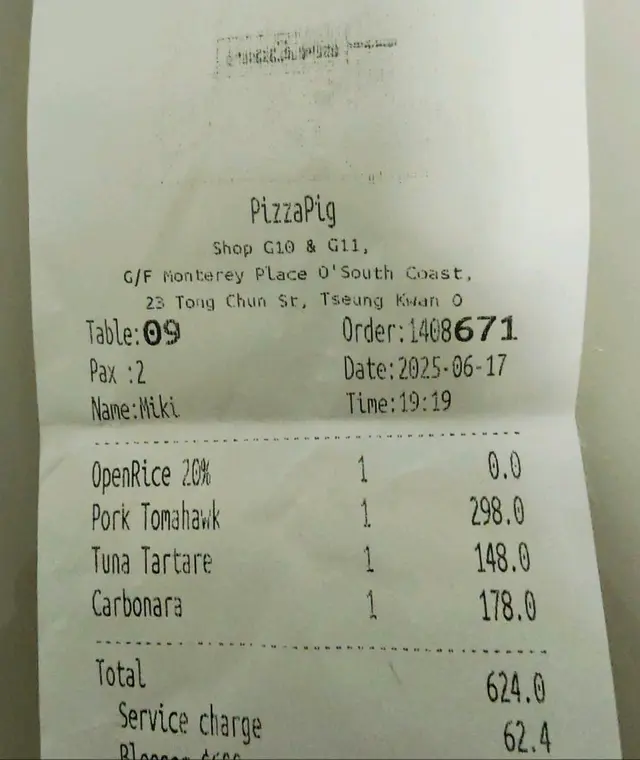 PizzaPig
Shop G10 & G11,
G/F Monterey Place O'South Coast,
23 Tong Chun St, Tseung Kwan O
Table:09 Order:1408671
Pax :2 Date:2025-06-17
Name:Miki Time:19:19
OpenRice 20% 1 0.0
Pork Tomahawk 1 298.0
Tuna Tartare 1 148.0
Carbonara 1 178.0
Total 624.0
Service charge 62.4